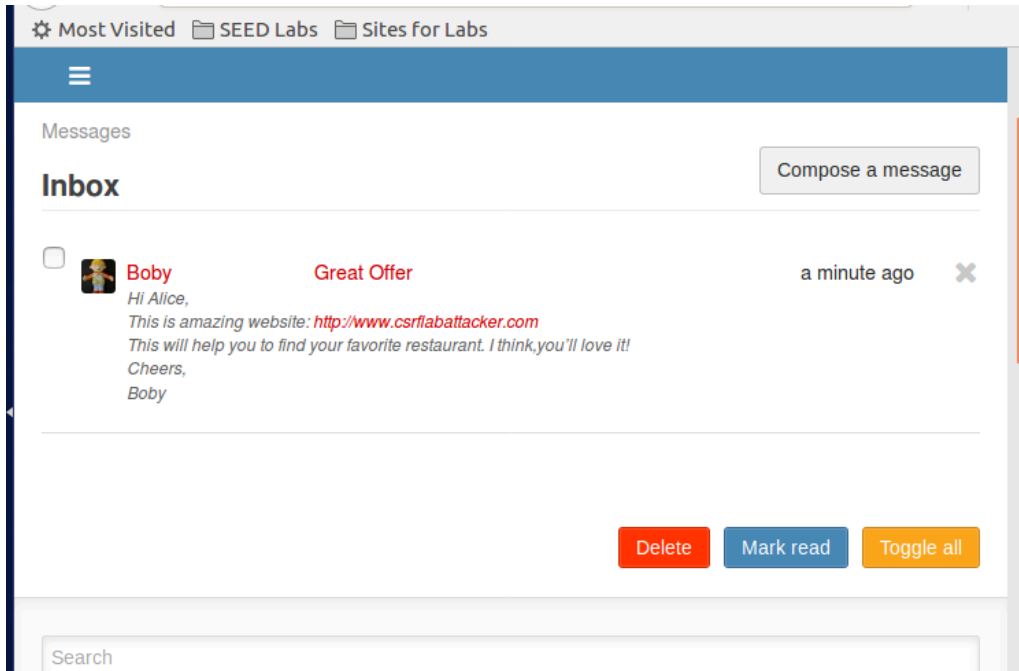 Most Visited SEED Labs Sites for Labs
Messages
Inbox
Compose a message
Boby Great Offer a minute ago
Hi Alice,
This is amazing website: http://www.csrflabattacker.com
This will help you to find your favorite restaurant. I think,you'll love it!
Cheers,
Boby
Delete Mark read Toggle all
Search